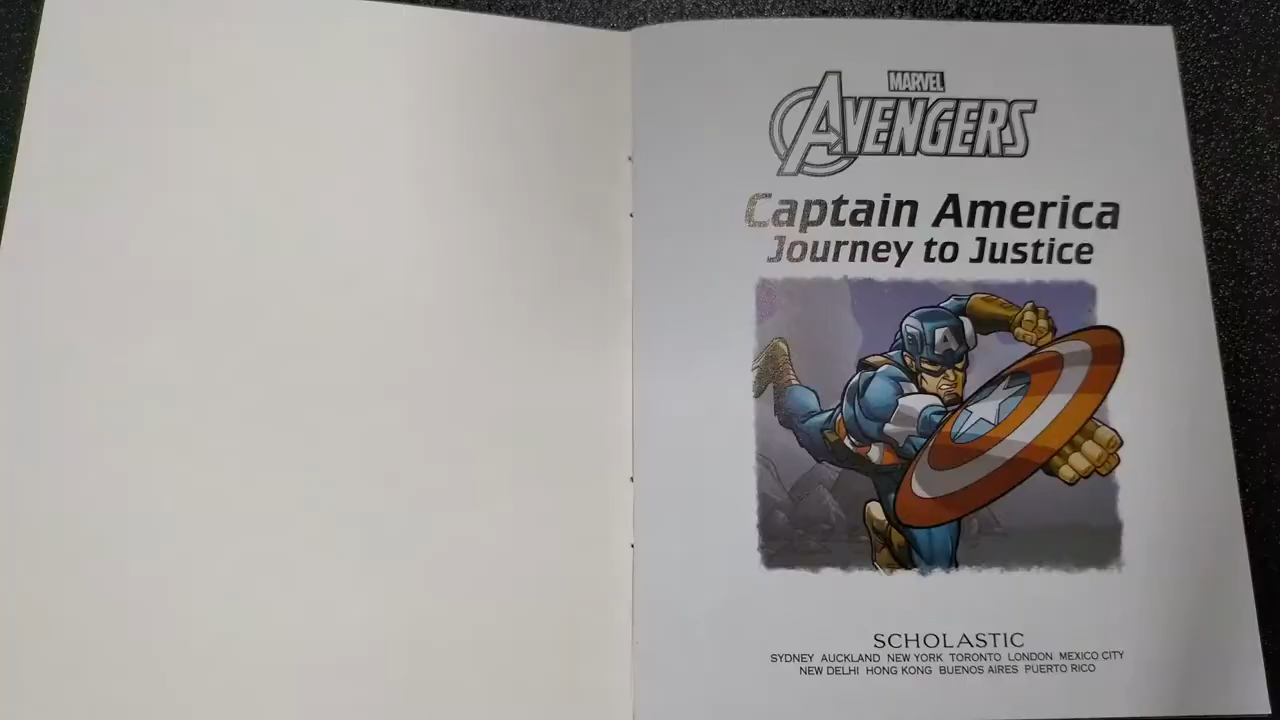 MARVEL
AVENGERS
Captain America
Journey to Justice
A
SCHOLASTIC
SYDNEY AUCKLAND NEW YORK TORONTO LONDON MEXICO CITY
NEW DELHI HONG KONG BUENOS AIRES PUERTO RICO